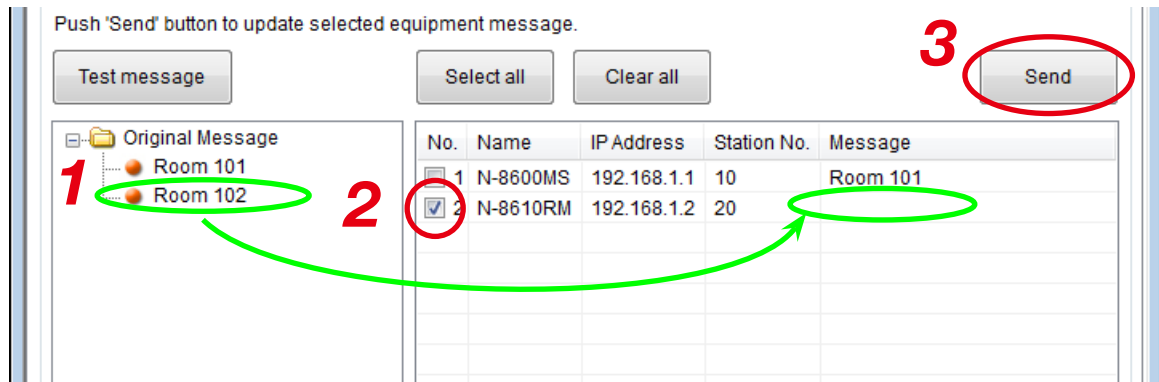 Push 'Send' button to update selected equipment message.
3
Test message Select all Clear all Send
Original Message
1 Room 101
Room 102
2
No. Name IP Address Station No. Message
1 N-8600MS 192.168.1.1 10 Room 101
2 N-8610RM 192.168.1.2 20